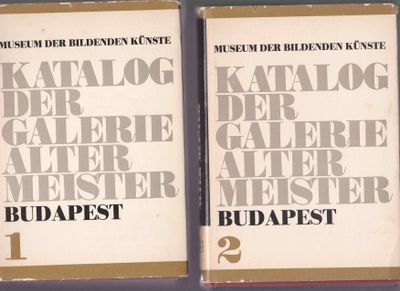 MUSEUM DER BILDENDEN KÜNSTE
KATALOG
DER
GALERIE
ALTER
MEISTER
BUDAPEST
1
MUSEUM DER BILDENDEN KÜNSTE
KATALOG
DER
GALERIE
ALTER
MEISTER
BUDAPEST
2